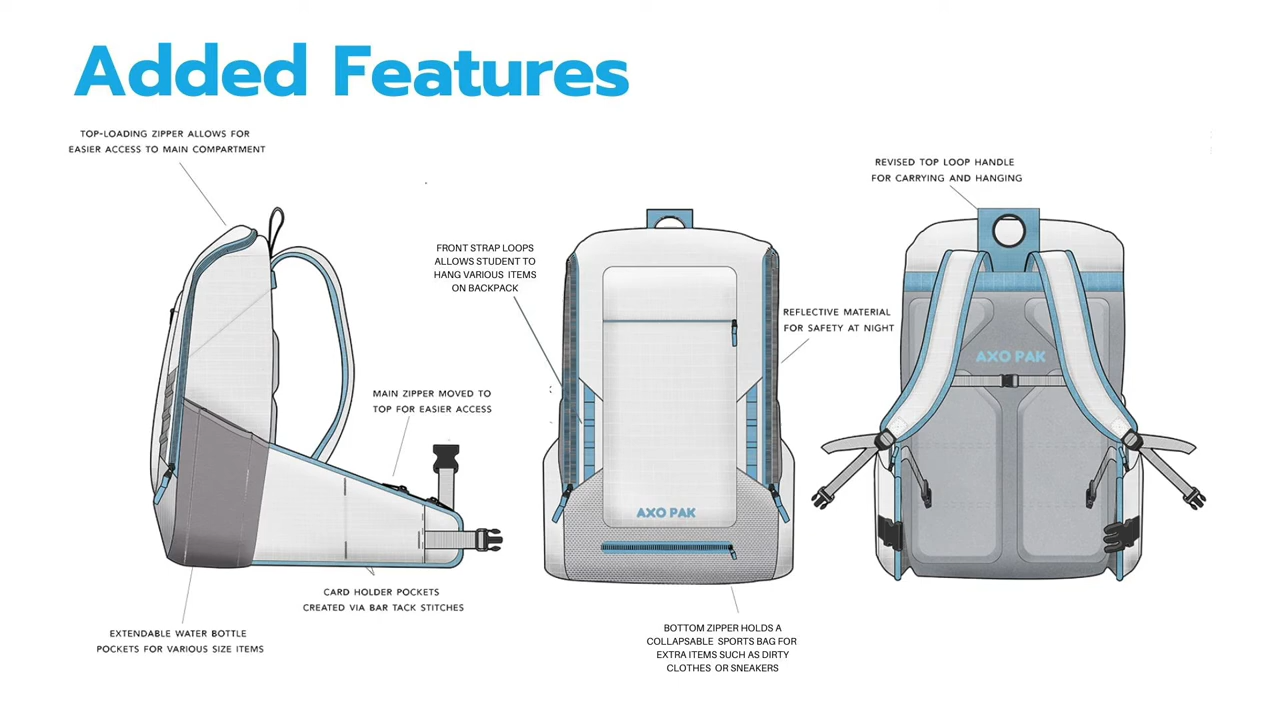 Added Features
TOP-LOADING ZIPPER ALLOWS FOR
EASIER ACCESS TO MAIN COMPARTMENT
REVISED TOP LOOP HANDLE
FOR CARRYING AND HANGING
FRONT STRAP LOOPS
ALLOWS STUDENT TO
HANG VARIOUS ITEMS
ON BACKPACK
REFLECTIVE MATERIAL
FOR SAFETY AT NIGHT
AXO PAK
MAIN ZIPPER MOVED TO
TOP FOR EASIER ACCESS
AXO PAK
CARD HOLDER POCKETS
CREATED VIA BAR TACK STITCHES
EXTENDABLE WATER BOTTLE
POCKETS FOR VARIOUS SIZE ITEMS
BOTTOM ZIPPER HOLDS A
COLLAPSABLE SPORTS BAG FOR
EXTRA ITEMS SUCH AS DIRTY
CLOTHES OR SNEAKERS